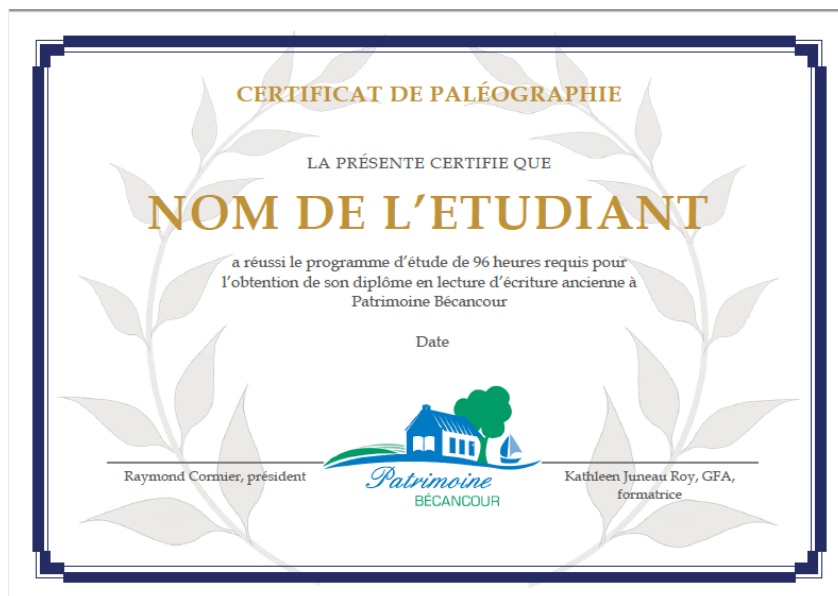 CERTIFICAT DE PALÉOGRAPHIE
LA PRÉSENTE CERTIFIE QUE
NOM DE L’ETUDIANT
a réussi le programme d’étude de 96 heures requis pour
l’obtention de son diplôme en lecture d’écriture ancienne à
Patrimoine Bécancour
Date
Raymond Cormier, président
Patrimoine
BÉCANCOUR
Kathleen Juneau Roy, GFA,
formatrice